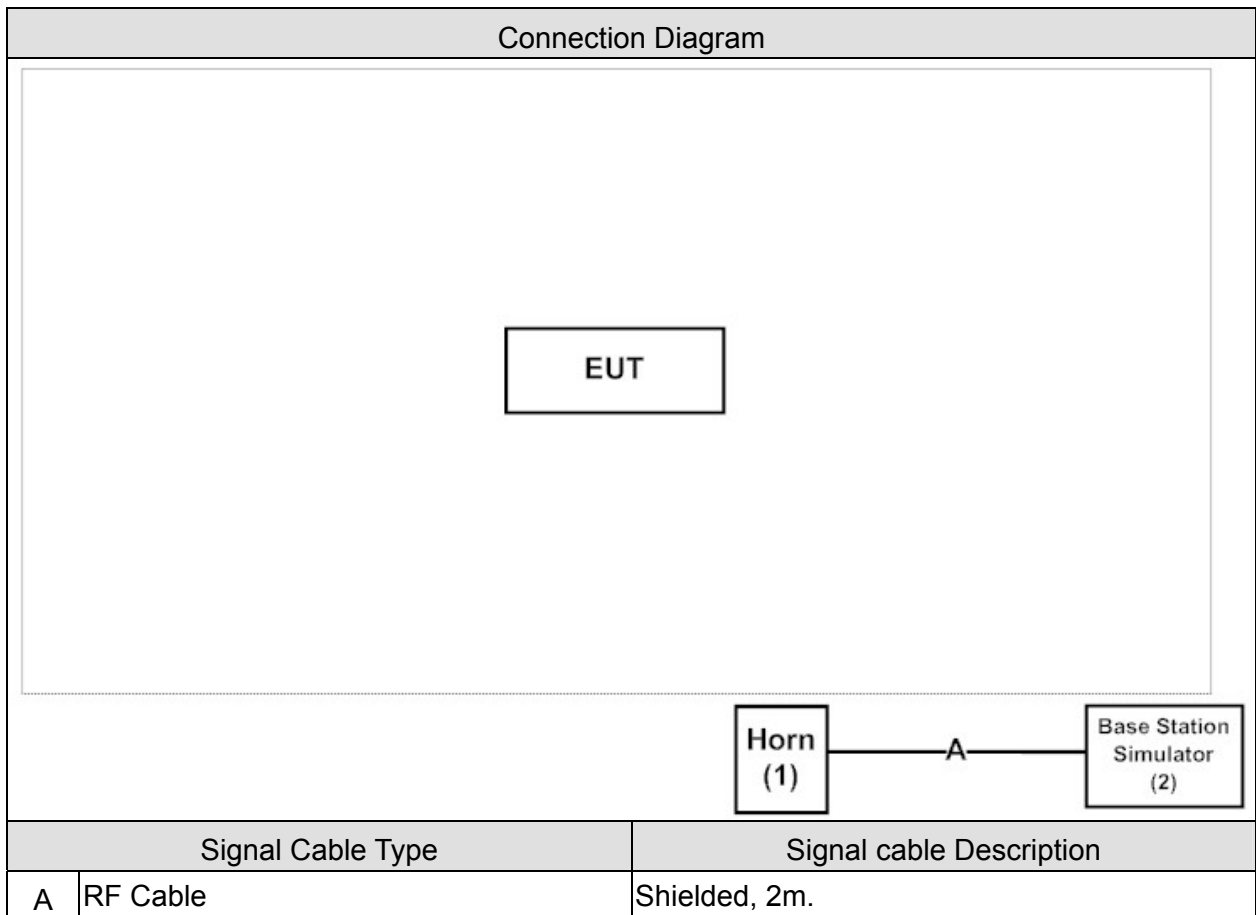 Connection Diagram
EUT
Horn
(1)
A
Base Station
Simulator
(2)
Signal Cable Type
Signal cable Description
A
RF Cable
Shielded, 2m.